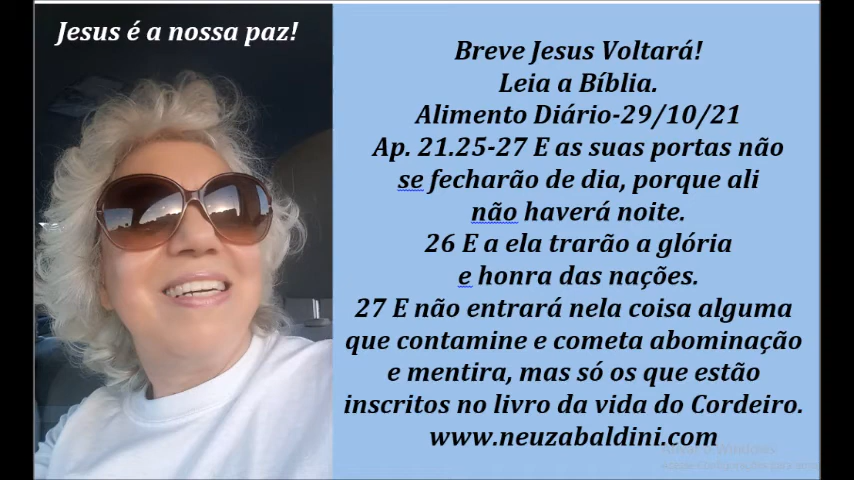 Jesus é a nossa paz!
Breve Jesus Voltará!
Leia a Bíblia.
Alimento Diário-29/10/21
Ap. 21.25-27 E as suas portas não
se fecharão de dia, porque ali
não haverá noite.
26 E a ela trarão a glória
e honra das nações.
27 E não entrará nela coisa alguma
que contamine e cometa abominação
e mentira, mas só os que estão
inscritos no livro da vida do Cordeiro.
www.neuzabaldini.com